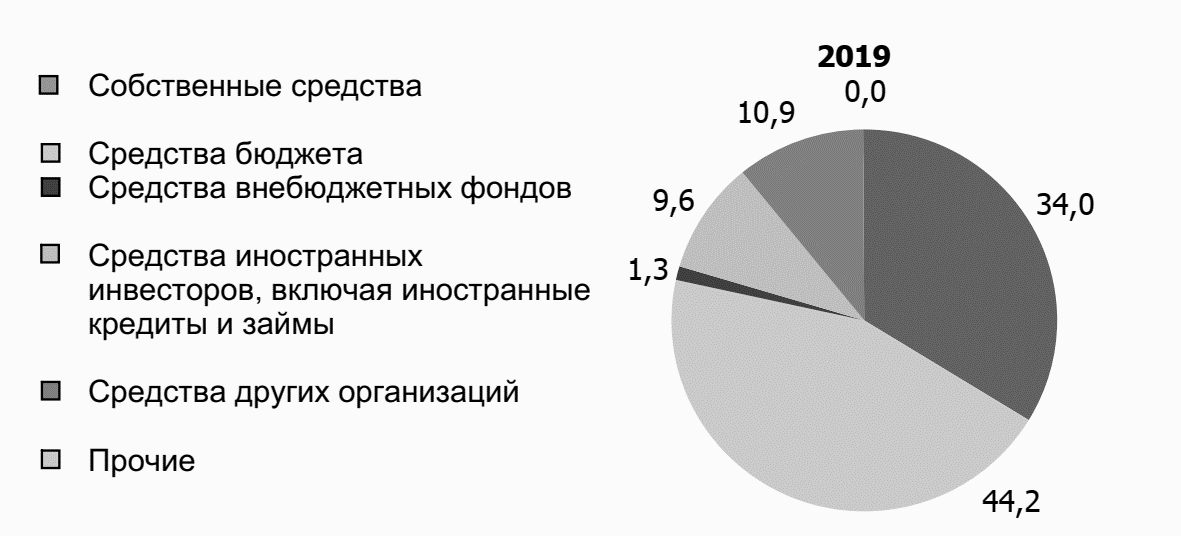 Собственные средства
Средства бюджета
Средства внебюджетных фондов
Средства иностранных
инвесторов, включая иностранные
кредиты и займы
Средства других организаций
Прочие
2019
0,0
10,9
34,0
9,6
1,3
44,2